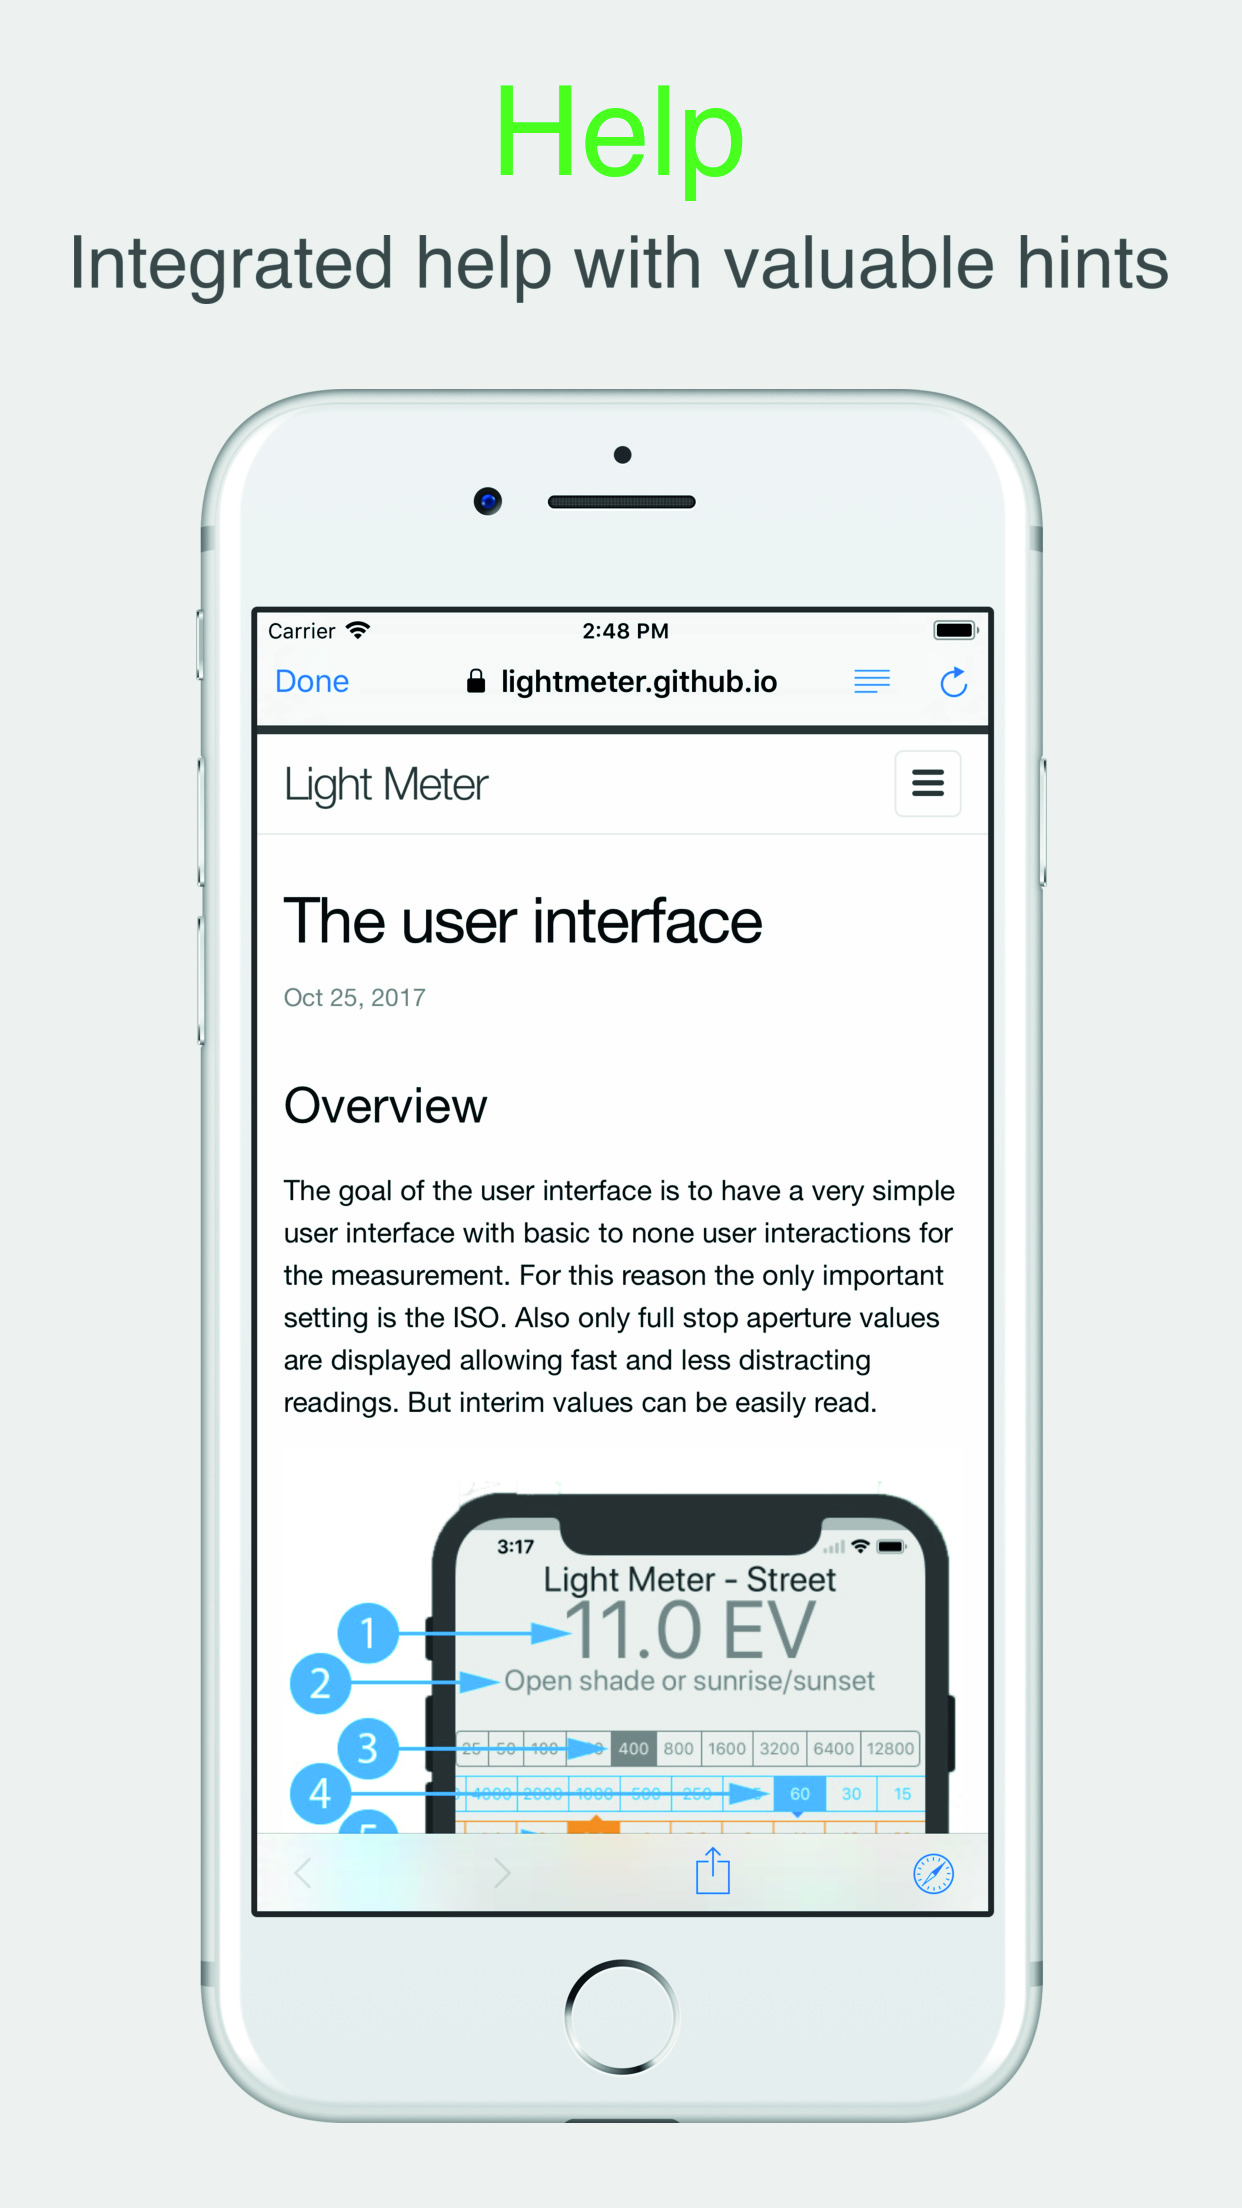 Help
Integrated help with valuable hints
Carrier 2:48 PM
Done lightmeter.github.io
Light Meter
The user interface
Oct 25, 2017
Overview
The goal of the user interface is to have a very simple
user interface with basic to none user interactions for
the measurement. For this reason the only important
setting is the ISO. Also only full stop aperture values
are displayed allowing fast and less distracting
readings. But interim values can be easily read.
3:17
Light Meter - Street
1 11.0 EV
2 Open shade or sunrise/sunset
3 25 50 100 400 800 1600 3200 6400 12800
4 4000 2000 1000 500 250 60 30 15
5